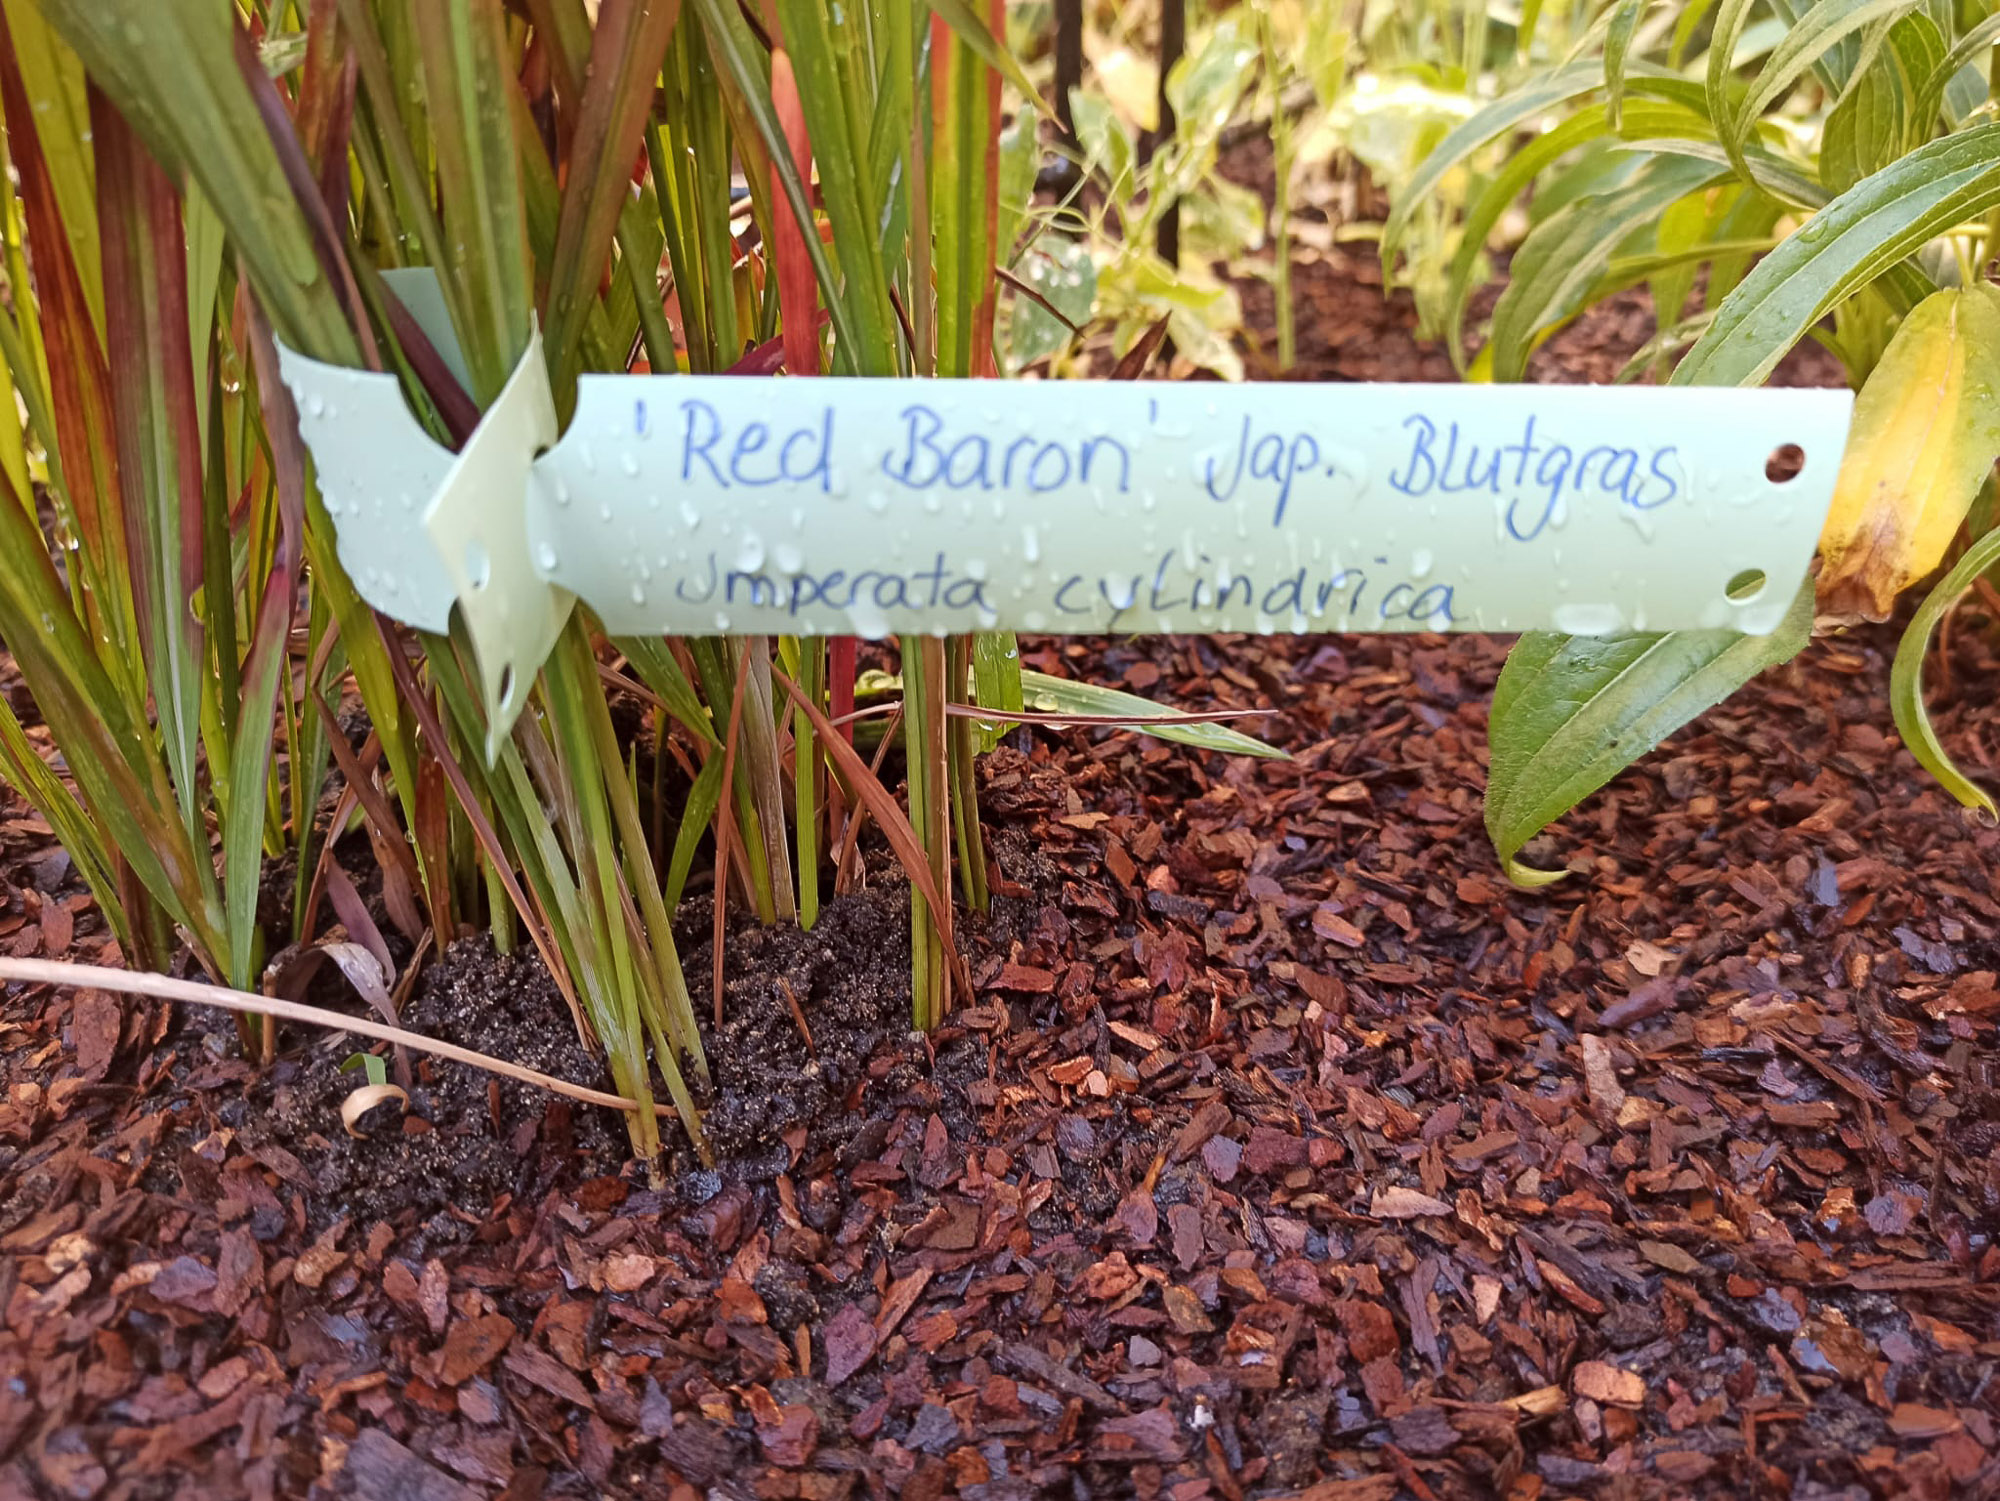 'Red Baron' Jap. Blutgras
Imperata cylindrica